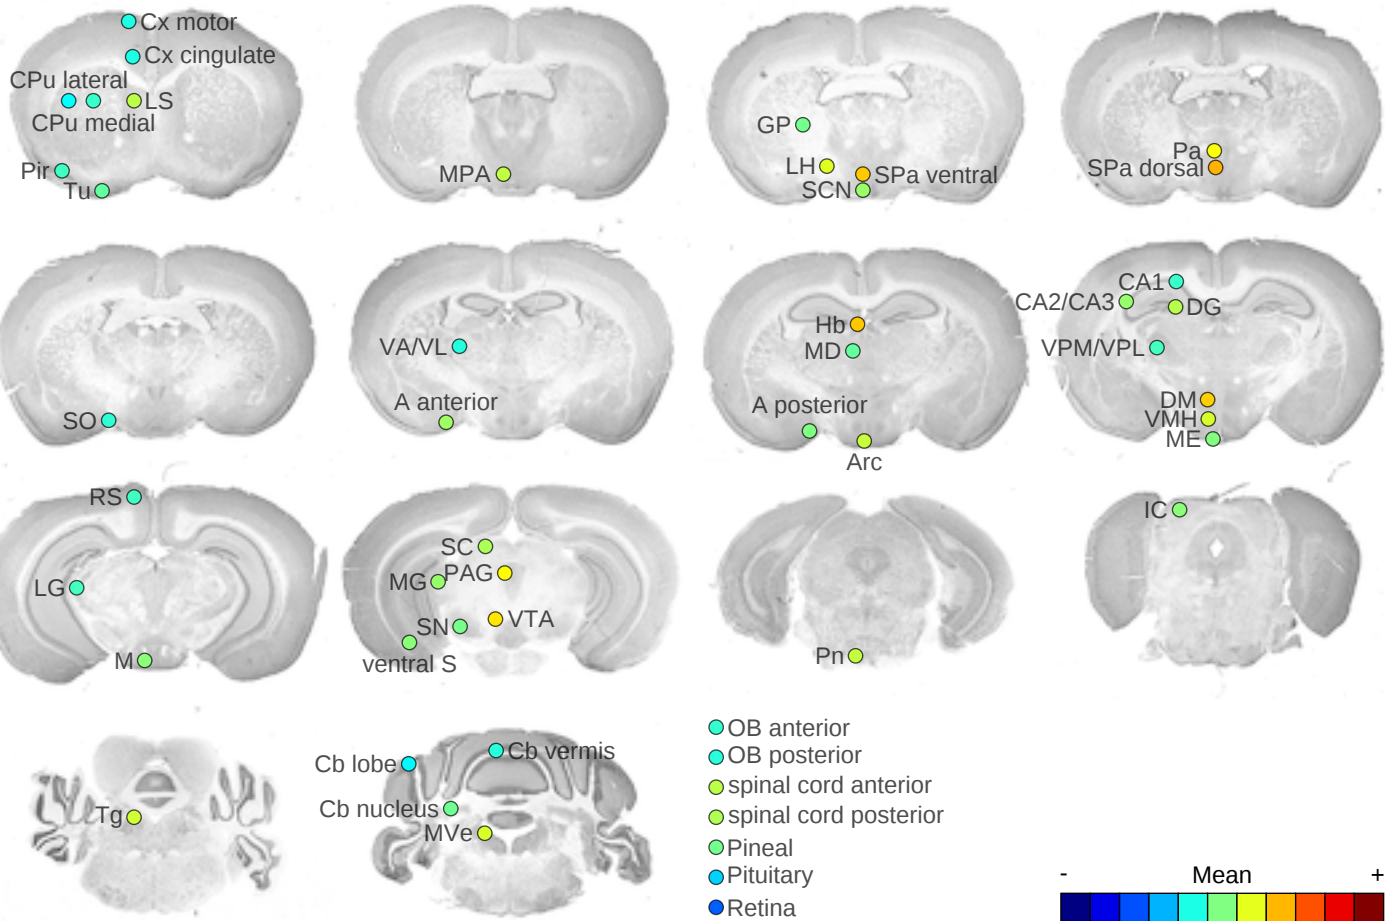 Cx motor
Cx cingulate
CPu lateral
LS
CPu medial
Pir
Tu
MPA
GP
LH
SPa ventral
SCN
Pa
SPa dorsal
SO
VA/VL
A anterior
Hb
MD
A posterior
Arc
CA1
CA2/CA3
DG
VPM/VPL
DM
VMH
ME
RS
LG
M
SC
PAG
MG
VTA
SN
ventral S
Pn
IC
Tg
Cb vermis
Cb lobe
Cb nucleus
MVe
OB anterior
OB posterior
spinal cord anterior
spinal cord posterior
Pineal
Pituitary
Retina
- Mean +